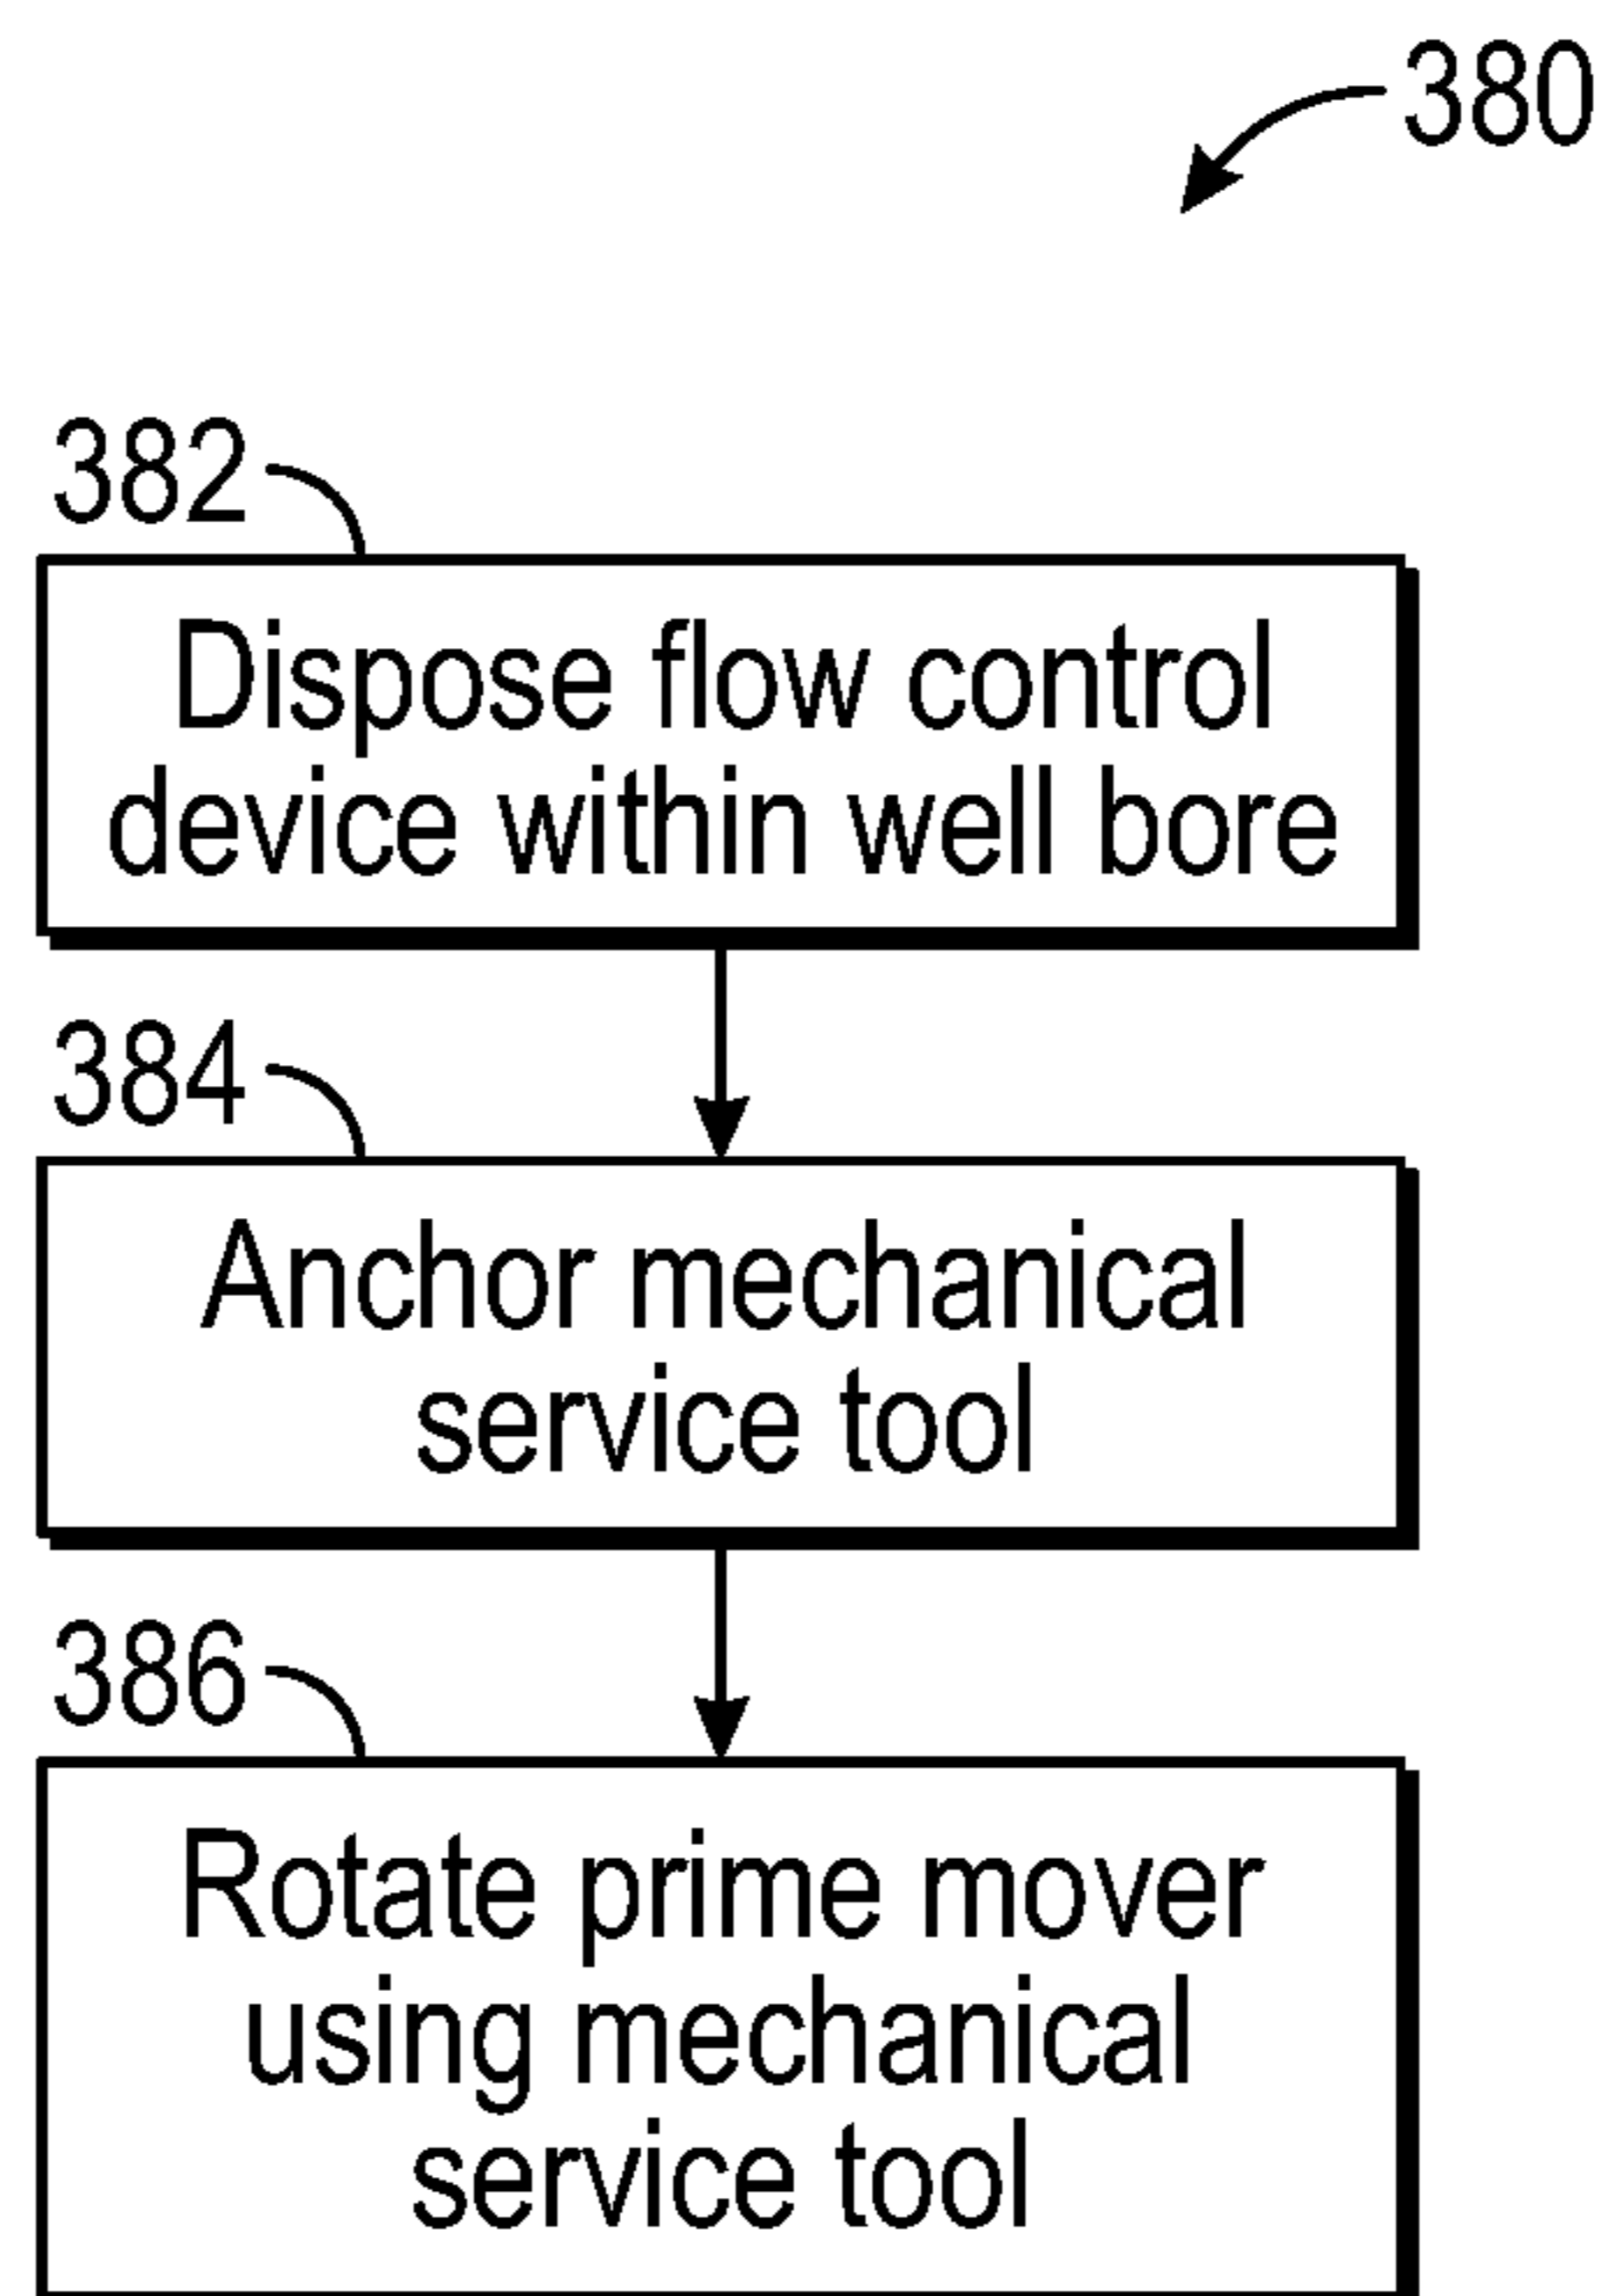 380
382
Dispose flow control
device within well bore
384
Anchor mechanical
service tool
386
Rotate prime mover
using mechanical
service tool